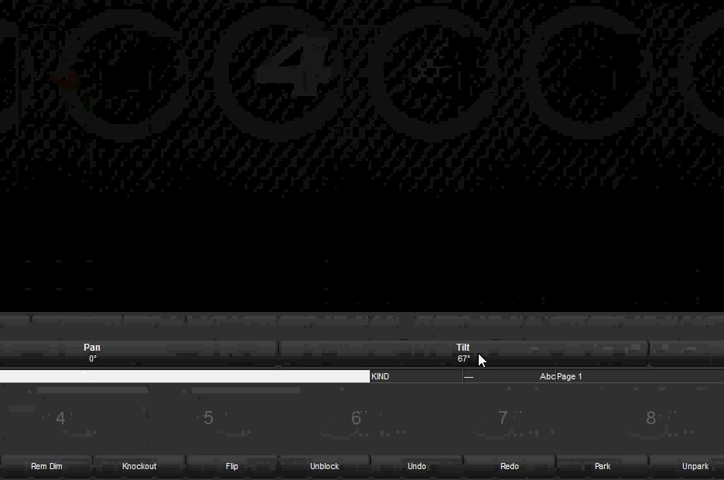 4
Pan Tilt
0° 67°
KIND — Abc Page 1
4 5 6 7 8
Rem Dim Knockout Flip Unblock Undo Redo Park Unpark